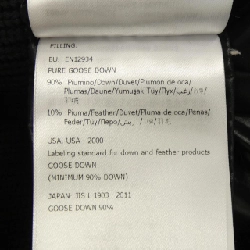 FILLING:
EU: EN12934
PURE GOOSE DOWN
90% Piumino/Down/Duvet/Plumon de oca/
Plumas/Daune/Yumuşak Tüy/Пух/
10% Piuma/Feather/Duvet/Pluma de oca/Penas/
Feder/Tüy/Перо/ريش/
USA: USA-2000
Labeling standard for down and feather products
GOOSE DOWN
(MINIMUM 90% DOWN)
JAPAN: JIS L 1903: 2011
GOOSE DOWN 90%